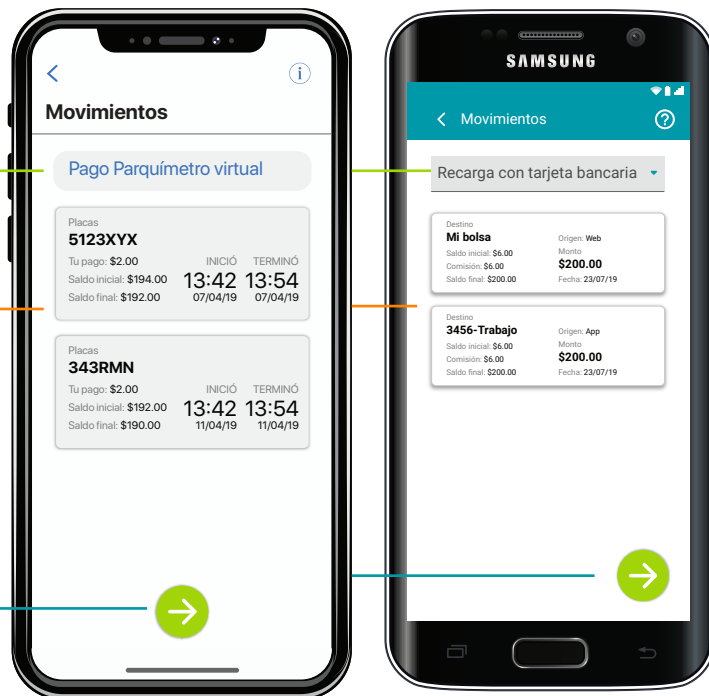 Movimientos
Pago Parquímetro virtual
Placas
5123XYX
Tu pago: $2.00
INICIÓ TERMINÓ
Saldo inicial: $194.00
13:42 13:54
Saldo final: $192.00
07/04/19 07/04/19
Placas
343RMN
Tu pago: $2.00
INICIÓ TERMINÓ
Saldo inicial: $192.00
13:42 13:54
Saldo final: $190.00
11/04/19 11/04/19
SAMSUNG
Movimientos
Recarga con tarjeta bancaria
Destino
Mi bolsa
Saldo inicial: $6.00
Comisión: $6.00
Saldo final: $200.00
Origen: Web
Monto
$200.00
Fecha: 23/07/19
Destino
3456-Trabajo
Saldo inicial: $6.00
Comisión: $6.00
Saldo final: $200.00
Origen: App
Monto
$200.00
Fecha: 23/07/19